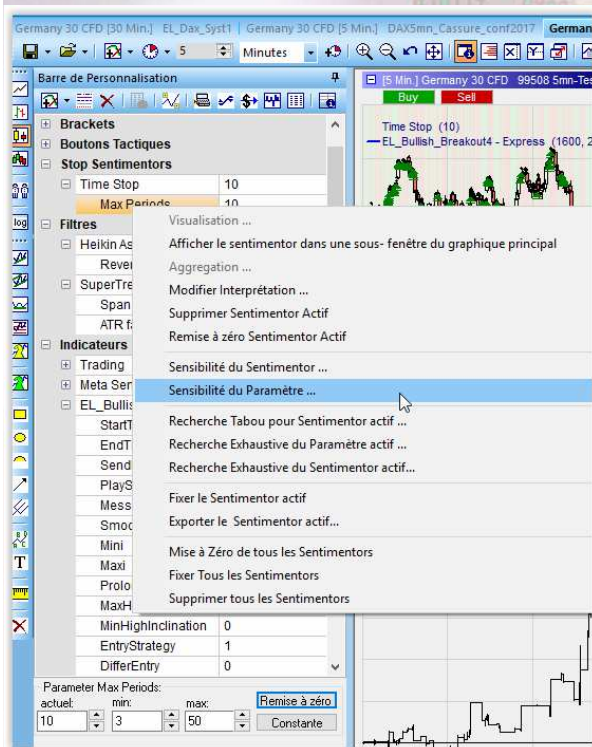 Germany 30 CFD [30 Min.] EL_Dax_Syst1
Germany 30 CFD [5 Min.] DAX5mn_Cassure_conf2017
German
5
Minutes
Barre de Personnalisation
Brackets
Boutons Tactiques
Stop Sentimentors
Time Stop 10
Max Periods 10
Filtres
Heikin As
Rever
SuperTre
Span
ATR fa
Indicateurs
Trading
Meta Ser
EL_Bullis
StartT
EndT
Send
PlayS
Mess
Smoo
Mini
Maxi
Prolo
MaxH
MinHighInclination 0
EntryStrategy 1
DifferEntry 0
log
T
Visualisation ...
Afficher le sentimentor dans une sous- fenêtre du graphique principal
Aggregation ...
Modifier Interprétation ...
Supprimer Sentimentor Actif
Remise à zéro Sentimentor Actif
Sensibilité du Sentimentor ...
Sensibilité du Paramètre ...
Recherche Tabou pour Sentimentor actif ...
Recherche Exhaustive du Paramètre actif ...
Recherche Exhaustive du Sentimentor actif...
Fixer le Sentimentor actif
Exporter le Sentimentor actif...
Mise à Zéro de tous les Sentimentors
Fixer Tous les Sentimentors
Supprimer tous les Sentimentors
[5 Min.] Germany 30 CFD 99508 5mn-Tes
Buy Sell
Time Stop (10)
EL_Bullish_Breakout4 - Express (1600, 2
Parameter Max Periods:
actuel: min: max: Remise à zéro
10 3 50 Constante